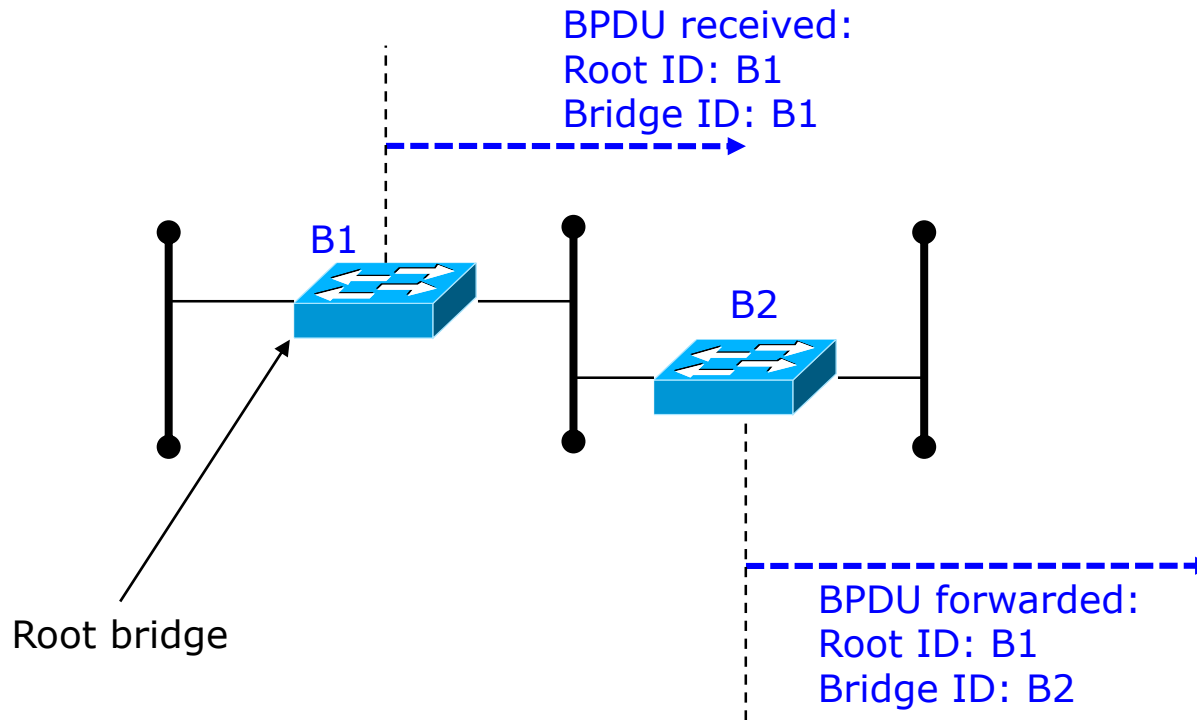 BPDU received:
Root ID: B1
Bridge ID: B1
B1
B2
Root bridge
BPDU forwarded:
Root ID: B1
Bridge ID: B2